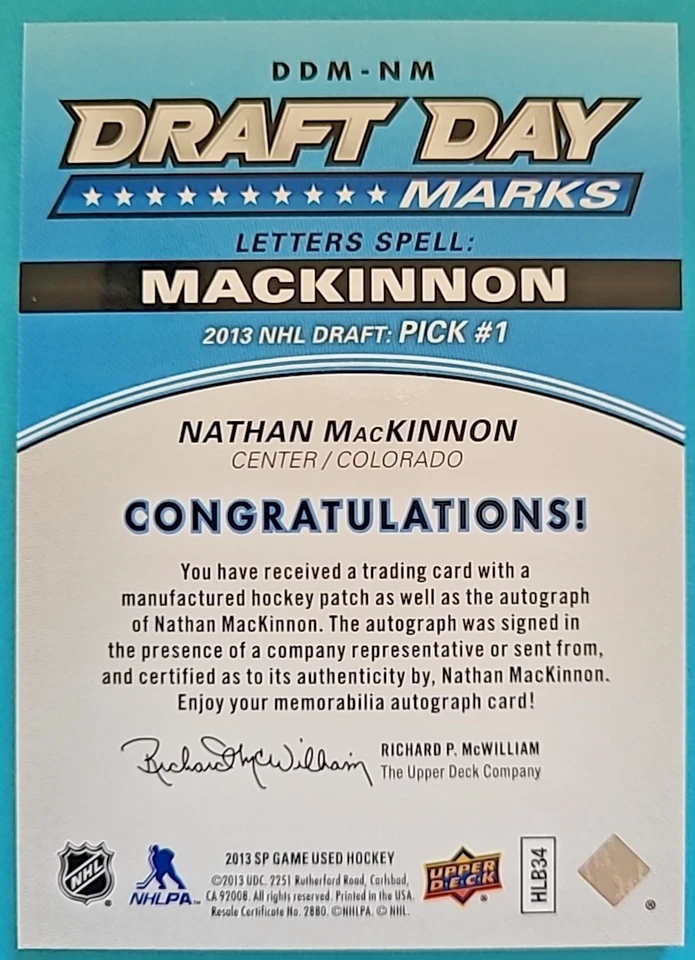 DDM-NM
DRAFT DAY
MARKS
LETTERS SPELL:
MACKINNON
2013 NHL DRAFT: PICK #1
NATHAN MacKINNON
CENTER / COLORADO
CONGRATULATIONS!
You have received a trading card with a
manufactured hockey patch as well as the autograph
of Nathan MacKinnon. The autograph was signed in
the presence of a company representative or sent from,
and certified as to its authenticity by, Nathan MacKinnon.
Enjoy your memorabilia autograph card!
Richard McWilliam
RICHARD P. McWILLIAM
The Upper Deck Company
NHL
NHLPA™
2013 SP GAME USED HOCKEY
©2013 UDC. 2251 Rutherford Road, Carlsbad,
CA 92008. All rights reserved. Printed in the USA.
Resale Certificate No. 2880. ©NHLPA. © NHL.
UPPER DECK®
HLB34
®